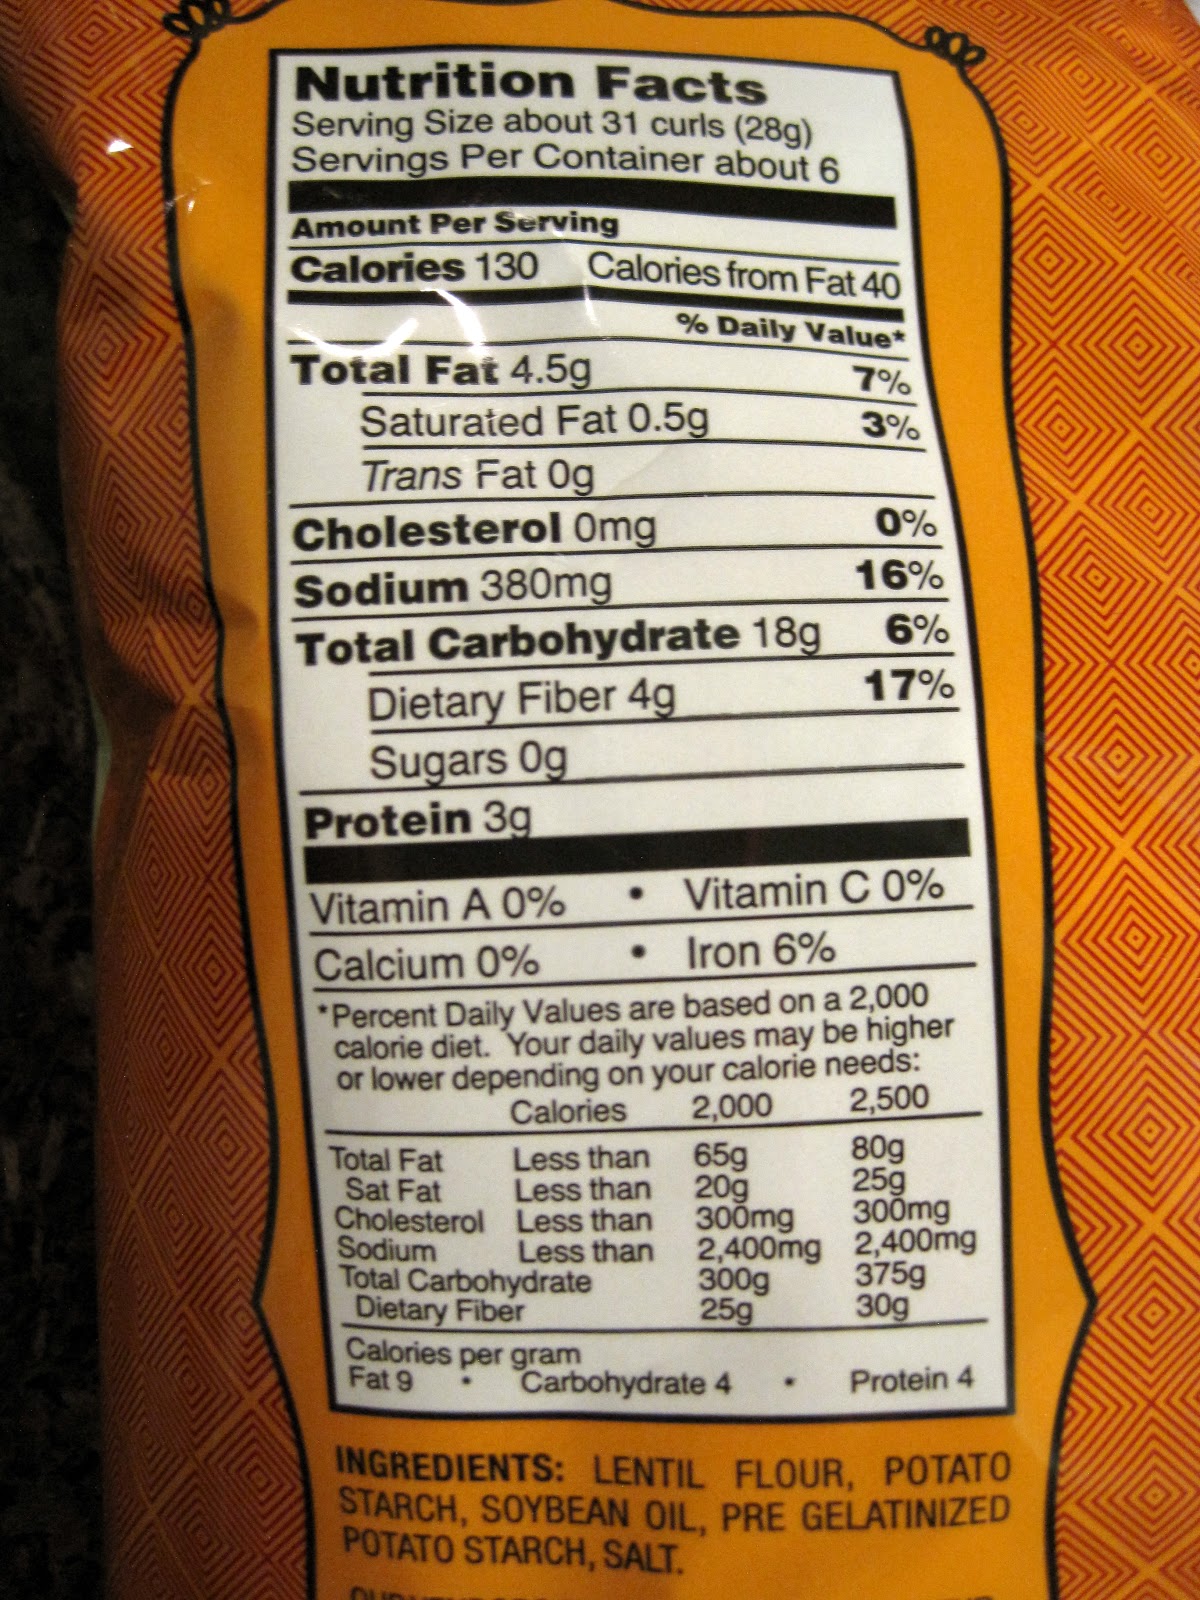 Nutrition Facts
Serving Size about 31 curls (28g)
Servings Per Container about 6
Amount Per Serving
Calories 130 Calories from Fat 40
% Daily Value*
Total Fat 4.5g 7%
Saturated Fat 0.5g 3%
Trans Fat 0g
Cholesterol 0mg 0%
Sodium 380mg 16%
Total Carbohydrate 18g 6%
Dietary Fiber 4g 17%
Sugars 0g
Protein 3g
Vitamin A 0% • Vitamin C 0%
Calcium 0% • Iron 6%
*Percent Daily Values are based on a 2,000
calorie diet. Your daily values may be higher
or lower depending on your calorie needs:
Calories 2,000 2,500
Total Fat Less than 65g 80g
Sat Fat Less than 20g 25g
Cholesterol Less than 300mg 300mg
Sodium Less than 2,400mg 2,400mg
Total Carbohydrate 300g 375g
Dietary Fiber 25g 30g
Calories per gram
Fat 9 • Carbohydrate 4 • Protein 4
INGREDIENTS: LENTIL FLOUR, POTATO
STARCH, SOYBEAN OIL, PRE GELATINIZED
POTATO STARCH, SALT.